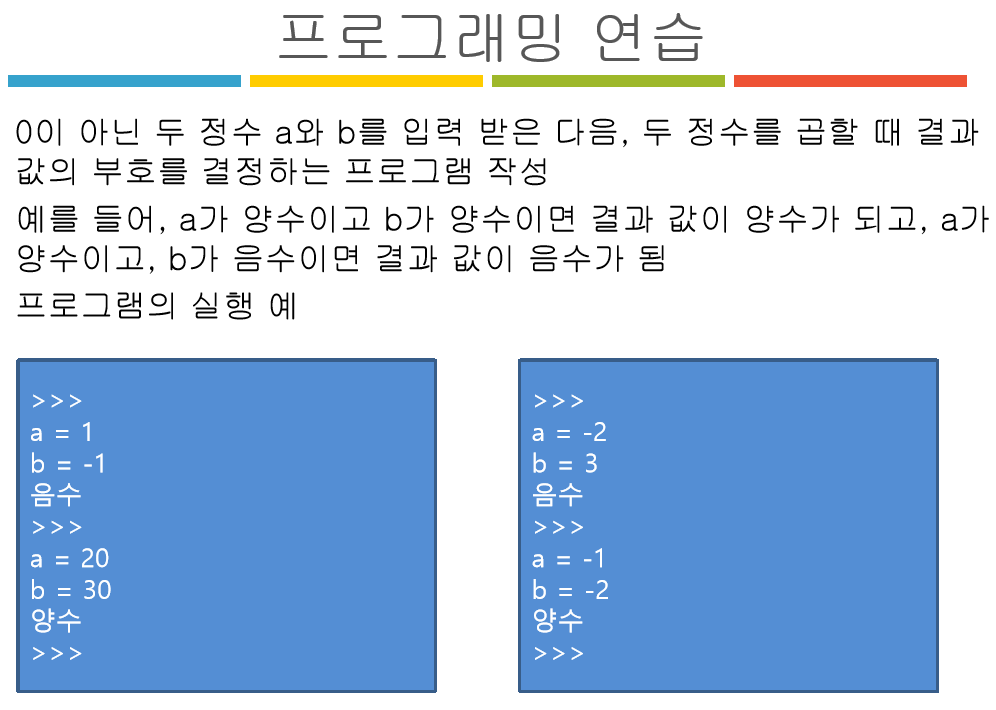 프로그래밍 연습
0이 아닌 두 정수 a와 b를 입력 받은 다음, 두 정수를 곱할 때 결과
값의 부호를 결정하는 프로그램 작성
예를 들어, a가 양수이고 b가 양수이면 결과 값이 양수가 되고, a가
양수이고, b가 음수이면 결과 값이 음수가 됨
프로그램의 실행 예
>>>
a = 1
b = -1
음수
>>>
a = 20
b = 30
양수
>>>
>>>
a = -2
b = 3
음수
>>>
a = -1
b = -2
양수
>>>